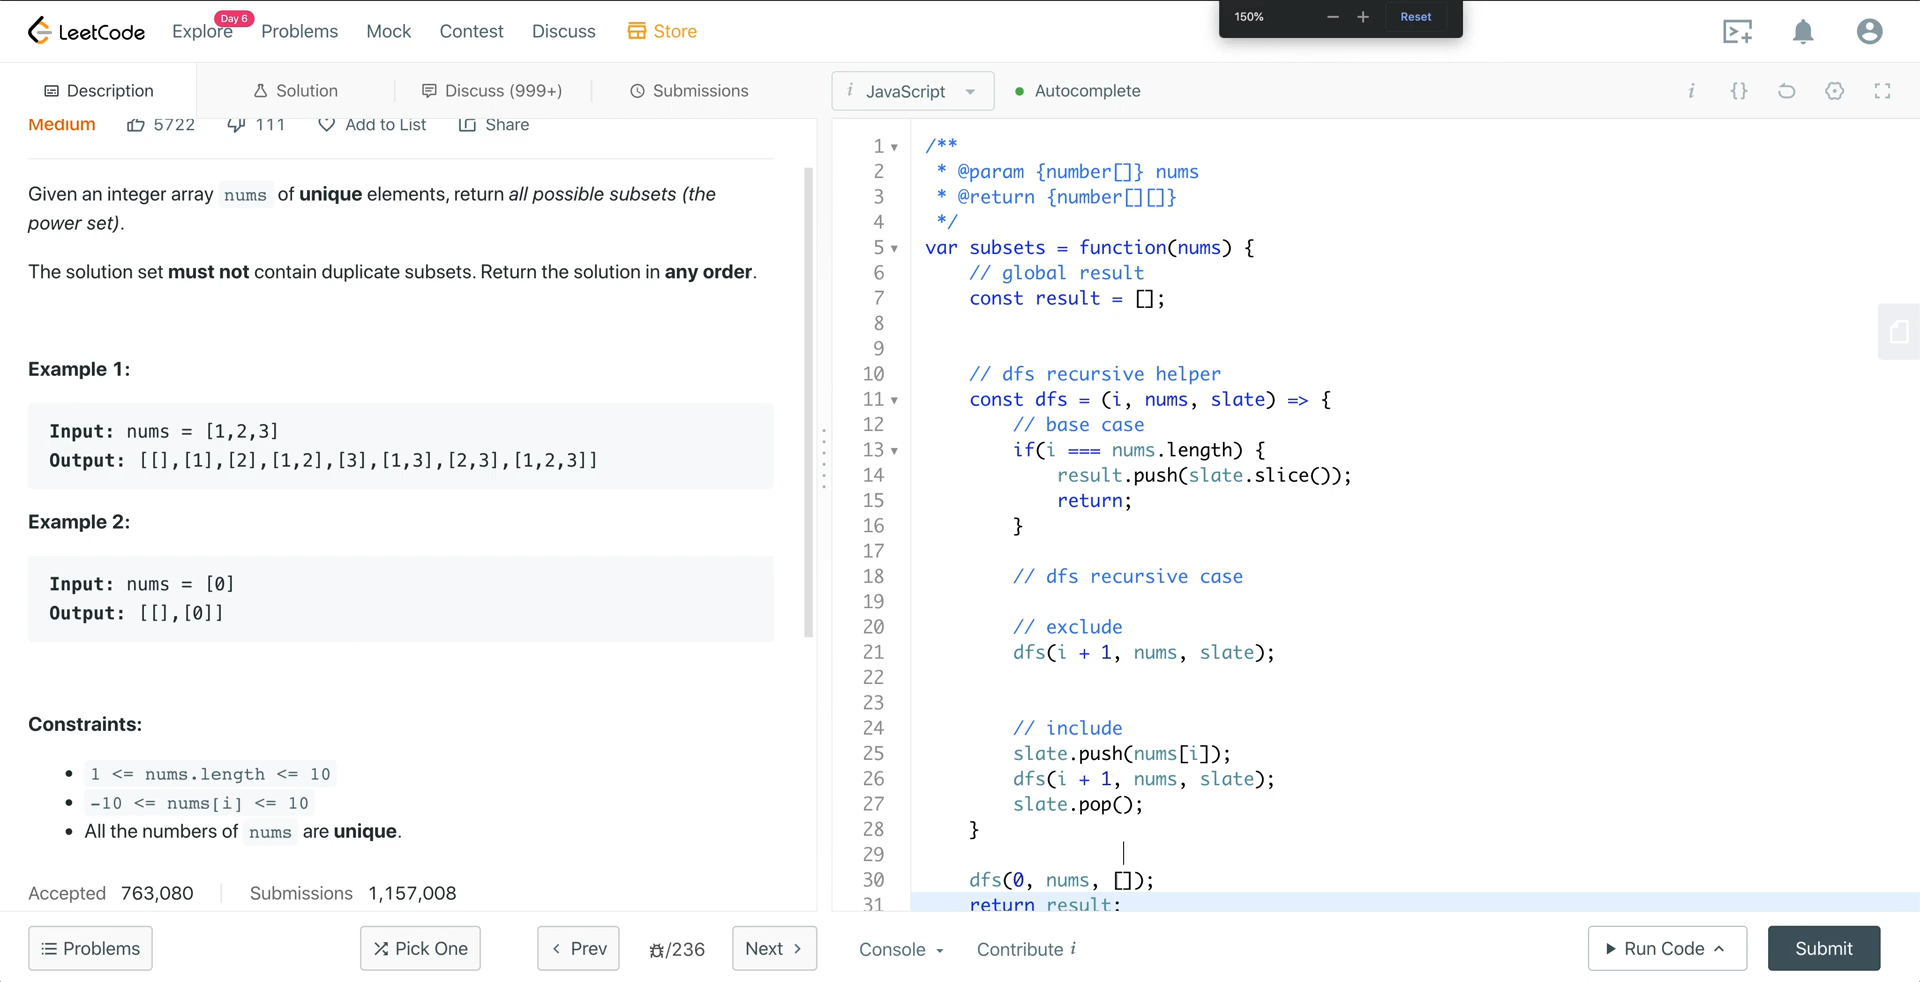 LeetCode
Explore
Day 6
Problems
Mock
Contest
Discuss
Store
150%
Reset
Description
Solution
Discuss (999+)
Submissions
i JavaScript
Autocomplete
i {}
Medium 5722 111 Add to List Share
Given an integer array nums of unique elements, return all possible subsets (the
power set).
The solution set must not contain duplicate subsets. Return the solution in any order.
Example 1:
Input: nums = [1,2,3]
Output: [[],[1],[2],[1,2],[3],[1,3],[2,3],[1,2,3]]
Example 2:
Input: nums = [0]
Output: [[],[0]]
Constraints:
1 <= nums.length <= 10
-10 <= nums[i] <= 10
All the numbers of nums are unique.
Accepted 763,080 Submissions 1,157,008
1 /**
2  * @param {number[]} nums
3  * @return {number[][]}
4  */
5 var subsets = function(nums) {
6     // global result
7     const result = [];
8
9
10     // dfs recursive helper
11     const dfs = (i, nums, slate) => {
12         // base case
13         if(i === nums.length) {
14             result.push(slate.slice());
15             return;
16         }
17
18         // dfs recursive case
19
20         // exclude
21         dfs(i + 1, nums, slate);
22
23
24         // include
25         slate.push(nums[i]);
26         dfs(i + 1, nums, slate);
27         slate.pop();
28     }
29
30     dfs(0, nums, []);
31     return result;
Problems
Pick One
Prev
/236
Next
Console
Contribute i
Run Code
Submit